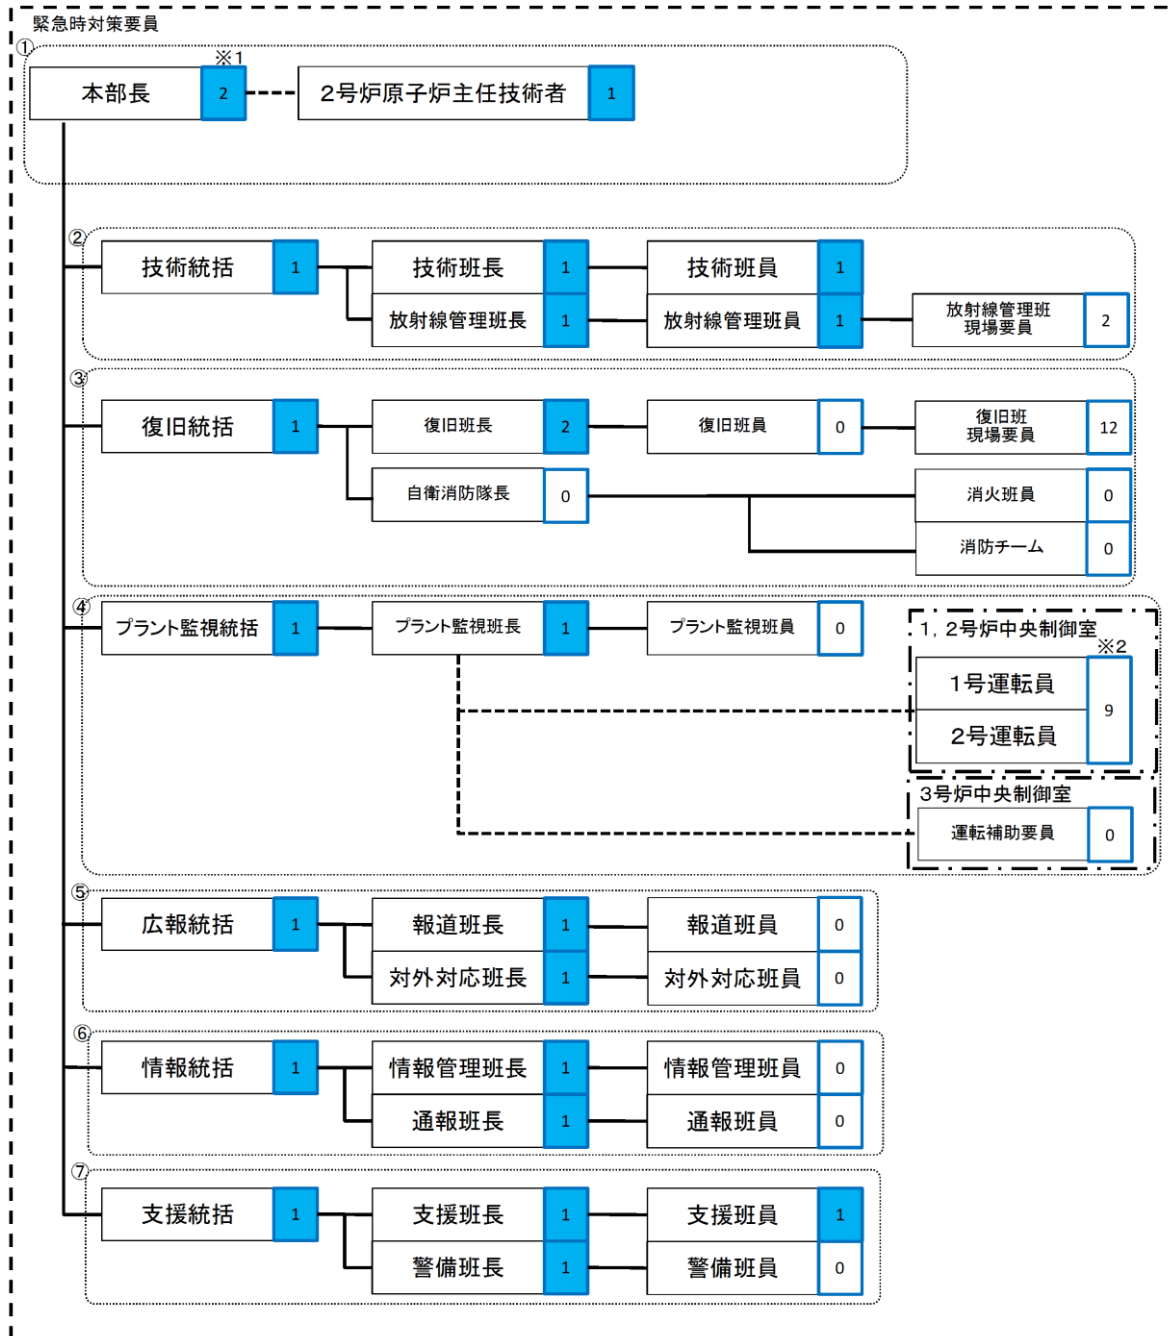 緊急時対策要員
①
※1
本部長 2 2号炉原子炉主任技術者 1
②
技術統括 1 技術班長 1 技術班員 1
放射線管理班長 1 放射線管理班員 1 放射線管理班
現場要員 2
③
復旧統括 1 復旧班長 2 復旧班員 0 復旧班
現場要員 12
自衛消防隊長 0 消火班員 0
消防チーム 0
④
プラント監視統括 1 プラント監視班長 1 プラント監視班員 0
1,2号炉中央制御室
※2
1号運転員
9
2号運転員
3号炉中央制御室
運転補助要員 0
⑤
広報統括 1 報道班長 1 報道班員 0
対外対応班長 1 対外対応班員 0
⑥
情報統括 1 情報管理班長 1 情報管理班員 0
通報班長 1 通報班員 0
⑦
支援統括 1 支援班長 1 支援班員 1
警備班長 1 警備班員 0